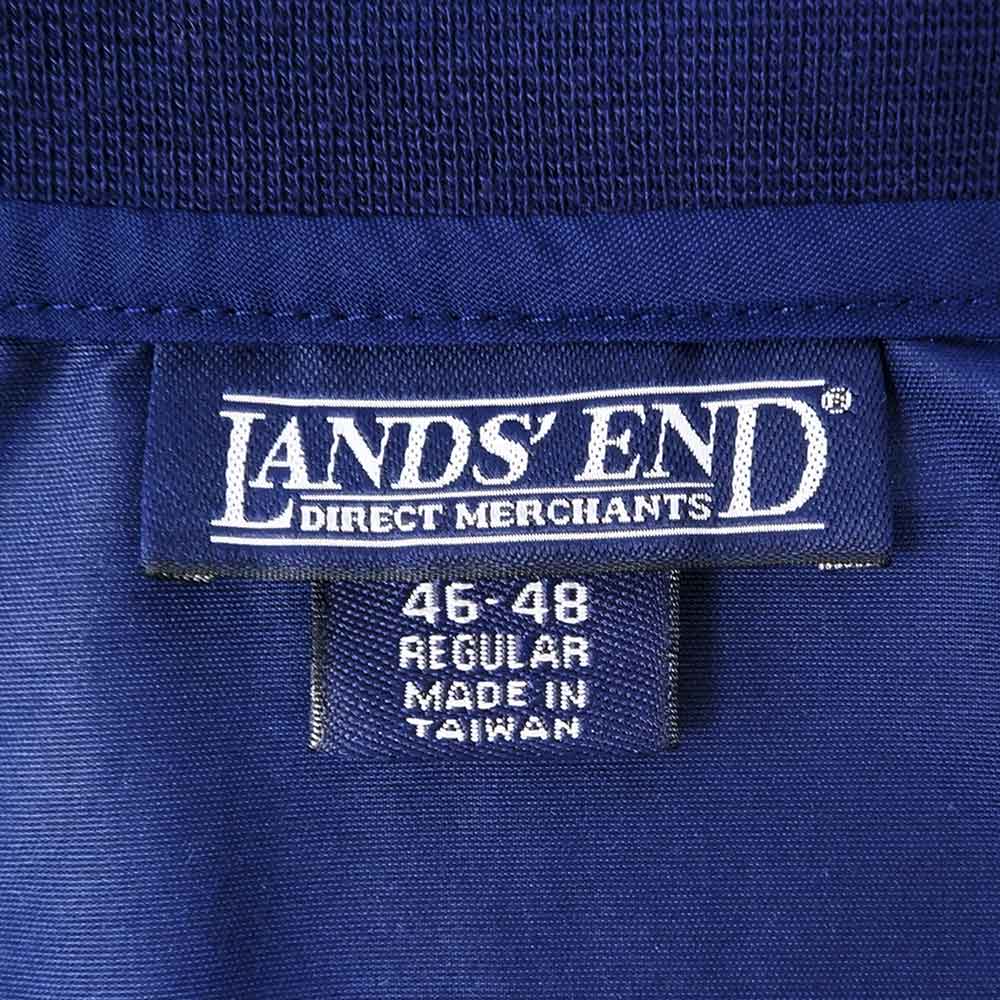 LANDS' END®
DIRECT MERCHANTS
46-48
REGULAR
MADE IN
TAIWAN